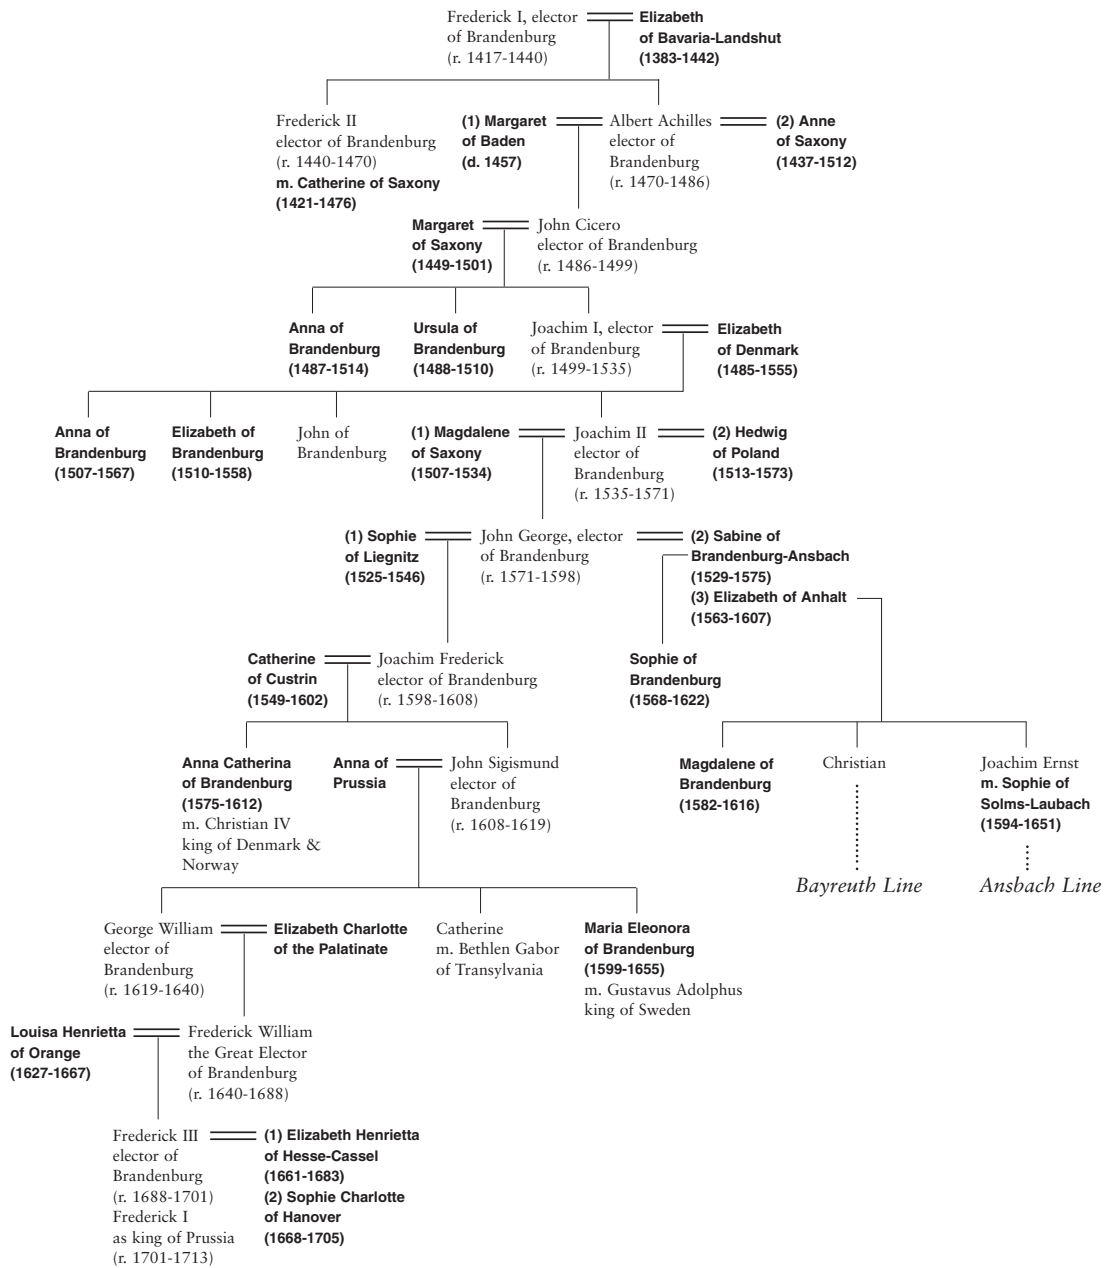 Frederick I, elector
of Brandenburg
(r. 1417-1440)
Elizabeth
of Bavaria-Landshut
(1383-1442)
Frederick II
elector of Brandenburg
(r. 1440-1470)
m. Catherine of Saxony
(1421-1476)
(1) Margaret
of Baden
(d. 1457)
Albert Achilles
elector of
Brandenburg
(r. 1470-1486)
(2) Anne
of Saxony
(1437-1512)
Margaret
of Saxony
(1449-1501)
John Cicero
elector of Brandenburg
(r. 1486-1499)
Anna of
Brandenburg
(1487-1514)
Ursula of
Brandenburg
(1488-1510)
Joachim I, elector
of Brandenburg
(r. 1499-1535)
Elizabeth
of Denmark
(1485-1555)
Anna of
Brandenburg
(1507-1567)
Elizabeth of
Brandenburg
(1510-1558)
John of
Brandenburg
(1) Magdalene
of Saxony
(1507-1534)
Joachim II
elector of
Brandenburg
(r. 1535-1571)
(2) Hedwig
of Poland
(1513-1573)
(1) Sophie
of Liegnitz
(1525-1546)
John George, elector
of Brandenburg
(r. 1571-1598)
(2) Sabine of
Brandenburg-Ansbach
(1529-1575)
(3) Elizabeth of Anhalt
(1563-1607)
Catherine
of Custrin
(1549-1602)
Joachim Frederick
elector of Brandenburg
(r. 1598-1608)
Sophie of
Brandenburg
(1568-1622)
Anna Catherina
of Brandenburg
(1575-1612)
m. Christian IV
king of Denmark &
Norway
Anna of
Prussia
John Sigismund
elector of
Brandenburg
(r. 1608-1619)
Magdalene of
Brandenburg
(1582-1616)
Christian
Bayreuth Line
Joachim Ernst
m. Sophie of
Solms-Laubach
(1594-1651)
Ansbach Line
George William
elector of
Brandenburg
(r. 1619-1640)
Elizabeth Charlotte
of the Palatinate
Catherine
m. Bethlen Gabor
of Transylvania
Maria Eleonora
of Brandenburg
(1599-1655)
m. Gustavus Adolphus
king of Sweden
Louisa Henrietta
of Orange
(1627-1667)
Frederick William
the Great Elector
of Brandenburg
(r. 1640-1688)
Frederick III
elector of
Brandenburg
(r. 1688-1701)
Frederick I
as king of Prussia
(r. 1701-1713)
(1) Elizabeth Henrietta
of Hesse-Cassel
(1661-1683)
(2) Sophie Charlotte
of Hanover
(1668-1705)